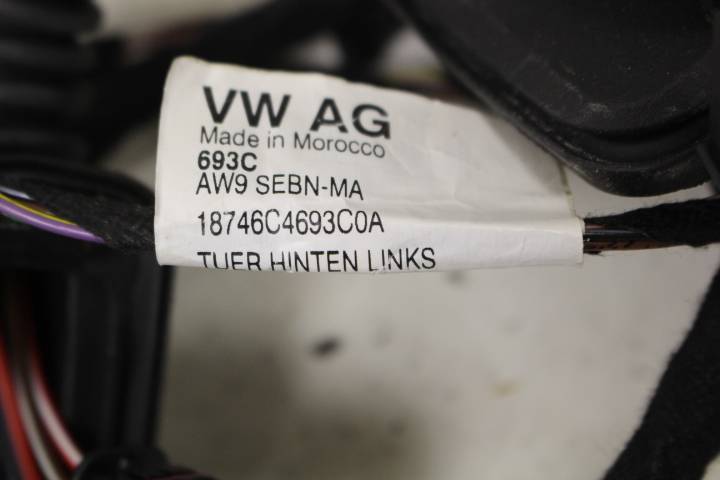 VW AG
Made in Morocco
693C
AW9 SEBN-MA
18746C4693C0A
TUER HINTEN LINKS